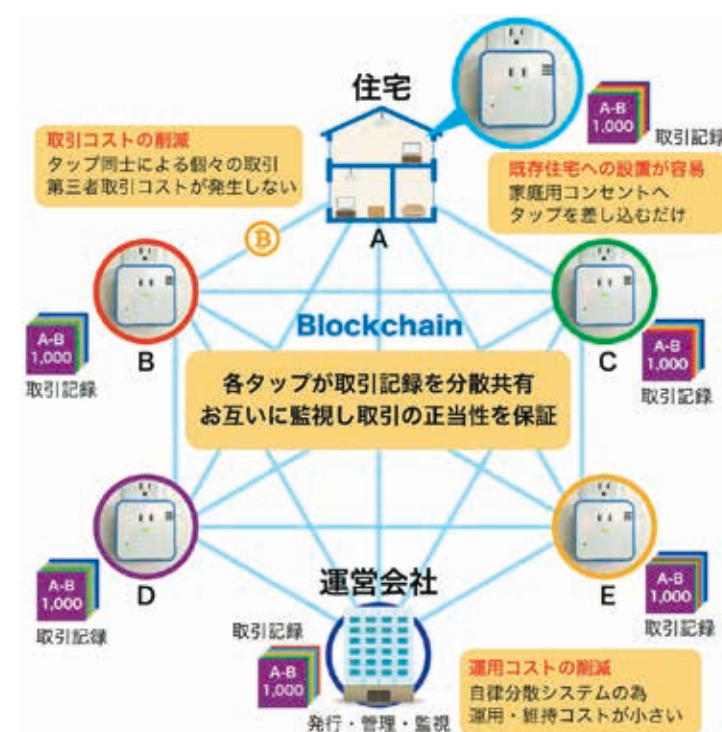 住宅
A-B
1,000
取引記録
取引コストの削減
タップ同士による個々の取引
第三者取引コストが発生しない
既存住宅への設置が容易
家庭用コンセントへ
タップを差し込むだけ
A
B
A-B
1,000
取引記録
B
Blockchain
C
A-B
1,000
取引記録
各タップが取引記録を分散共有
お互いに監視し取引の正当性を保証
A-B
1,000
取引記録
D
運営会社
E
A-B
1,000
取引記録
取引記録
A-B
1,000
発行・管理・監視
運用コストの削減
自律分散システムの為
運用・維持コストが小さい